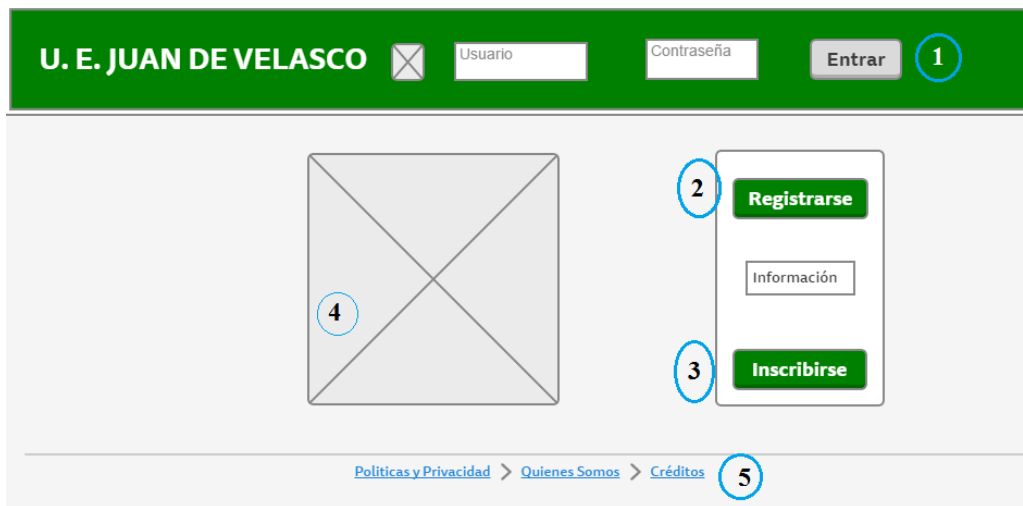 U. E. JUAN DE VELASCO Usuario Contraseña Entrar 1
2 Registrarse
Información
4
3 Inscribirse
Politicas y Privacidad Quienes Somos Créditos 5